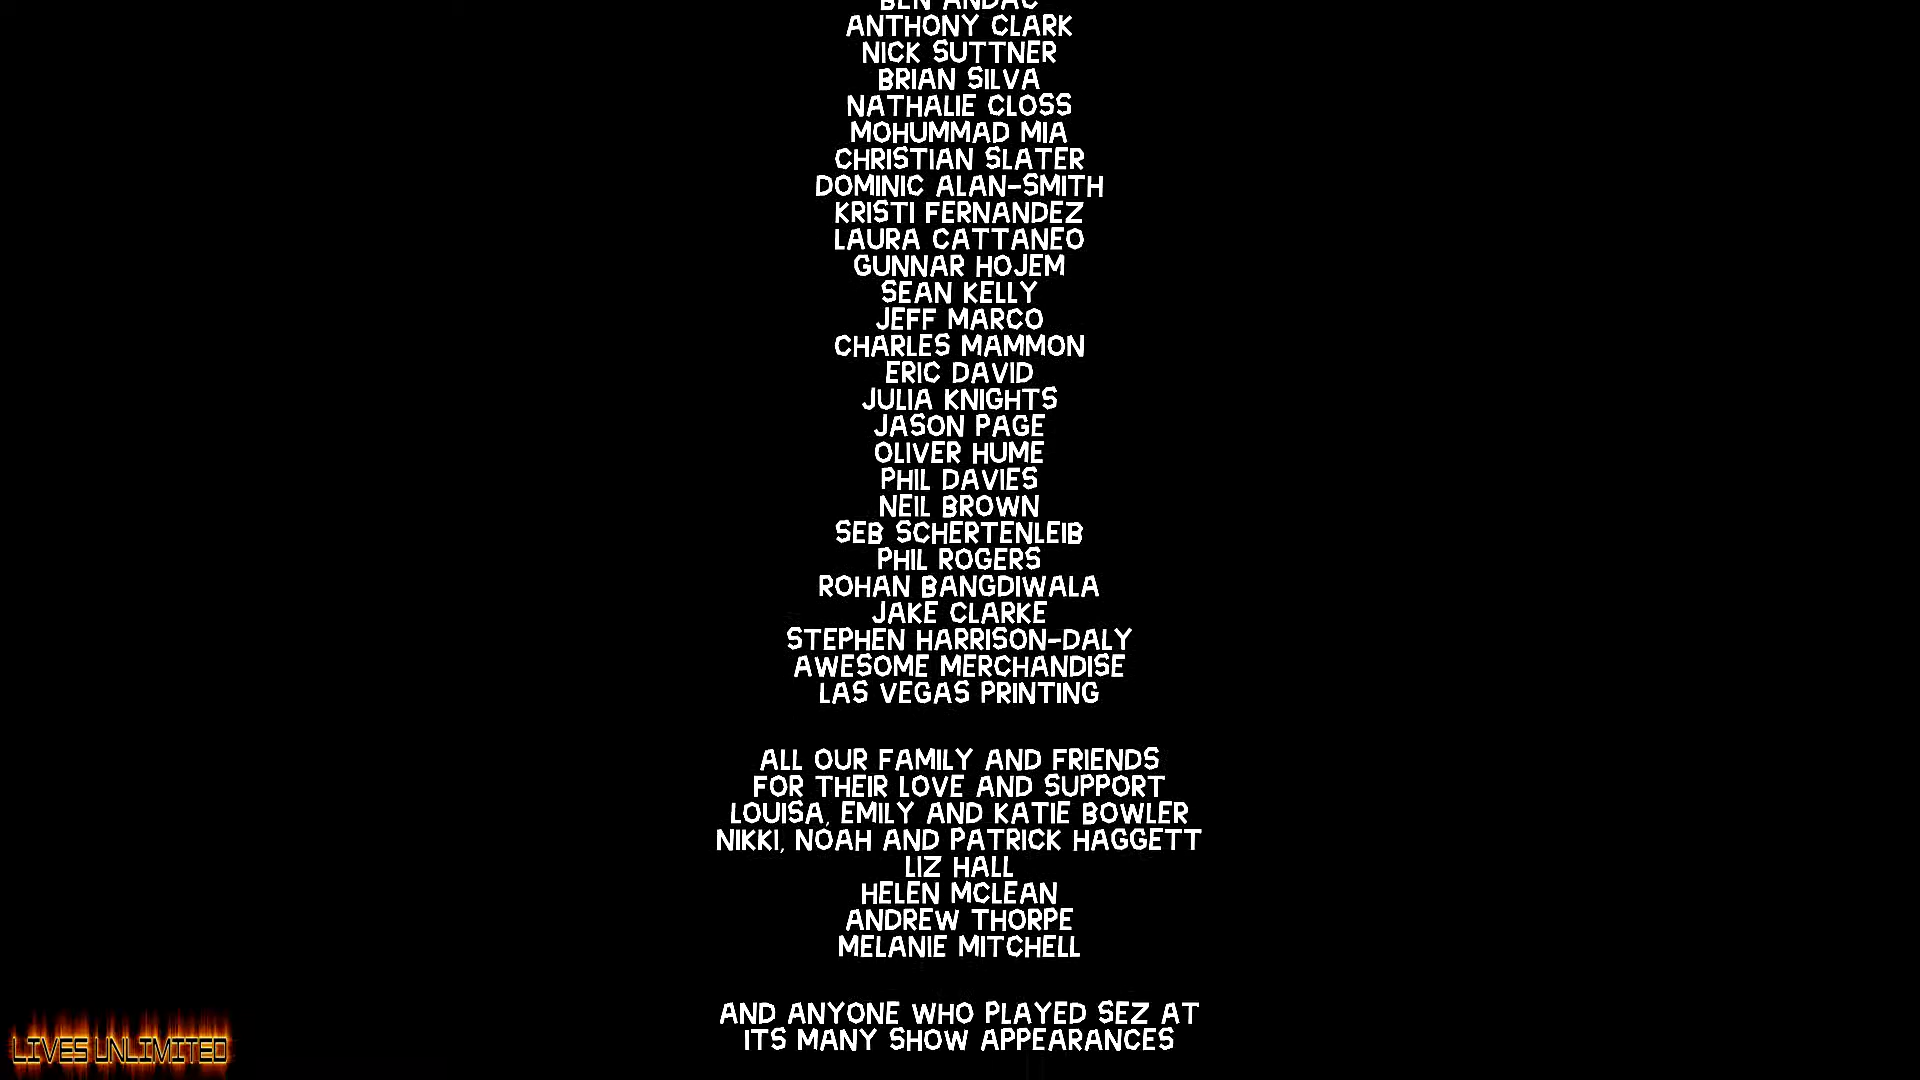 BEN ANDAC
ANTHONY CLARK
NICK SUTTNER
BRIAN SILVA
NATHALIE CLOSS
MOHUMMAD MIA
CHRISTIAN SLATER
DOMINIC ALAN-SMITH
KRISTI FERNANDEZ
LAURA CATTANEO
GUNNAR HOJEM
SEAN KELLY
JEFF MARCO
CHARLES MAMMON
ERIC DAVID
JULIA KNIGHTS
JASON PAGE
OLIVER HUME
PHIL DAVIES
NEIL BROWN
SEB SCHERTENLEIB
PHIL ROGERS
ROHAN BANGDIWALA
JAKE CLARKE
STEPHEN HARRISON-DALY
AWESOME MERCHANDISE
LAS VEGAS PRINTING
ALL OUR FAMILY AND FRIENDS
FOR THEIR LOVE AND SUPPORT
LOUISA, EMILY AND KATIE BOWLER
NIKKI, NOAH AND PATRICK HAGGETT
LIZ HALL
HELEN MCLEAN
ANDREW THORPE
MELANIE MITCHELL
AND ANYONE WHO PLAYED SEZ AT
ITS MANY SHOW APPEARANCES
LIVES UNLIMITED